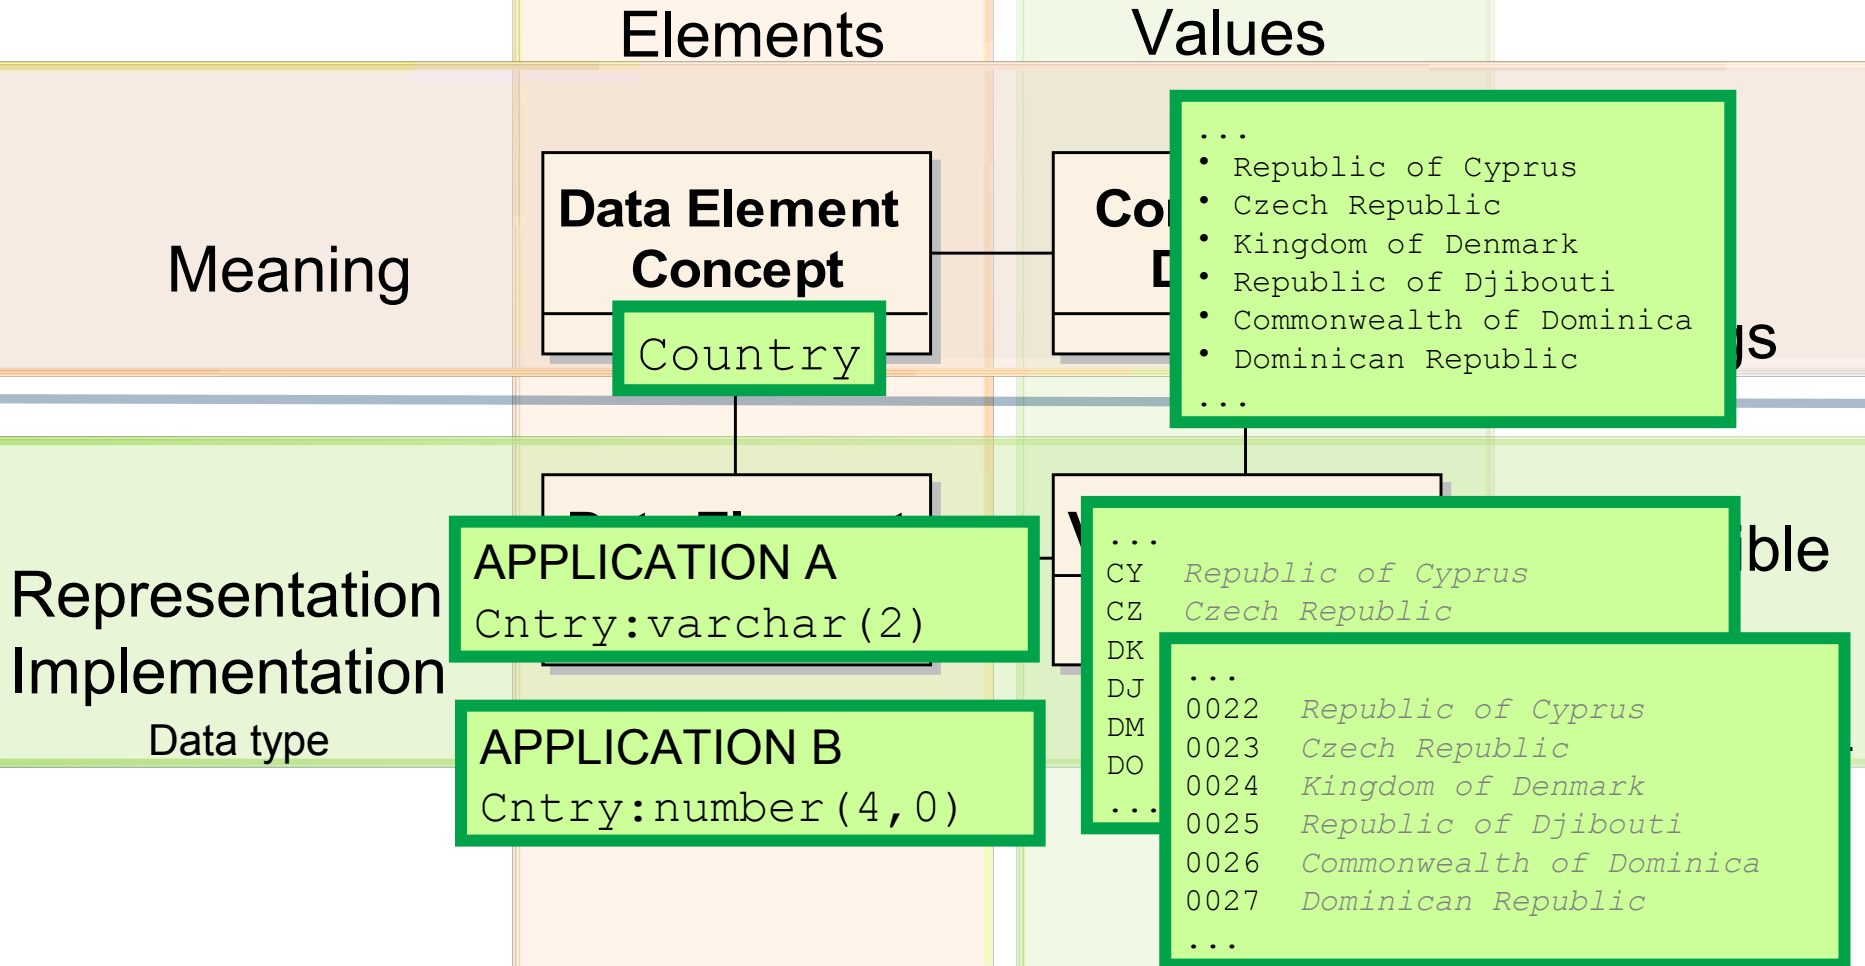 Elements
Values
Meaning
Data Element
Concept
Country
...
• Republic of Cyprus
• Czech Republic
• Kingdom of Denmark
• Republic of Djibouti
• Commonwealth of Dominica
• Dominican Republic
...
Representation
Implementation
Data type
APPLICATION A
Cntry:varchar(2)
APPLICATION B
Cntry:number(4,0)
...
CY Republic of Cyprus
CZ Czech Republic
DK
DJ
DM
DO
...
...
0022 Republic of Cyprus
0023 Czech Republic
0024 Kingdom of Denmark
0025 Republic of Djibouti
0026 Commonwealth of Dominica
0027 Dominican Republic
...